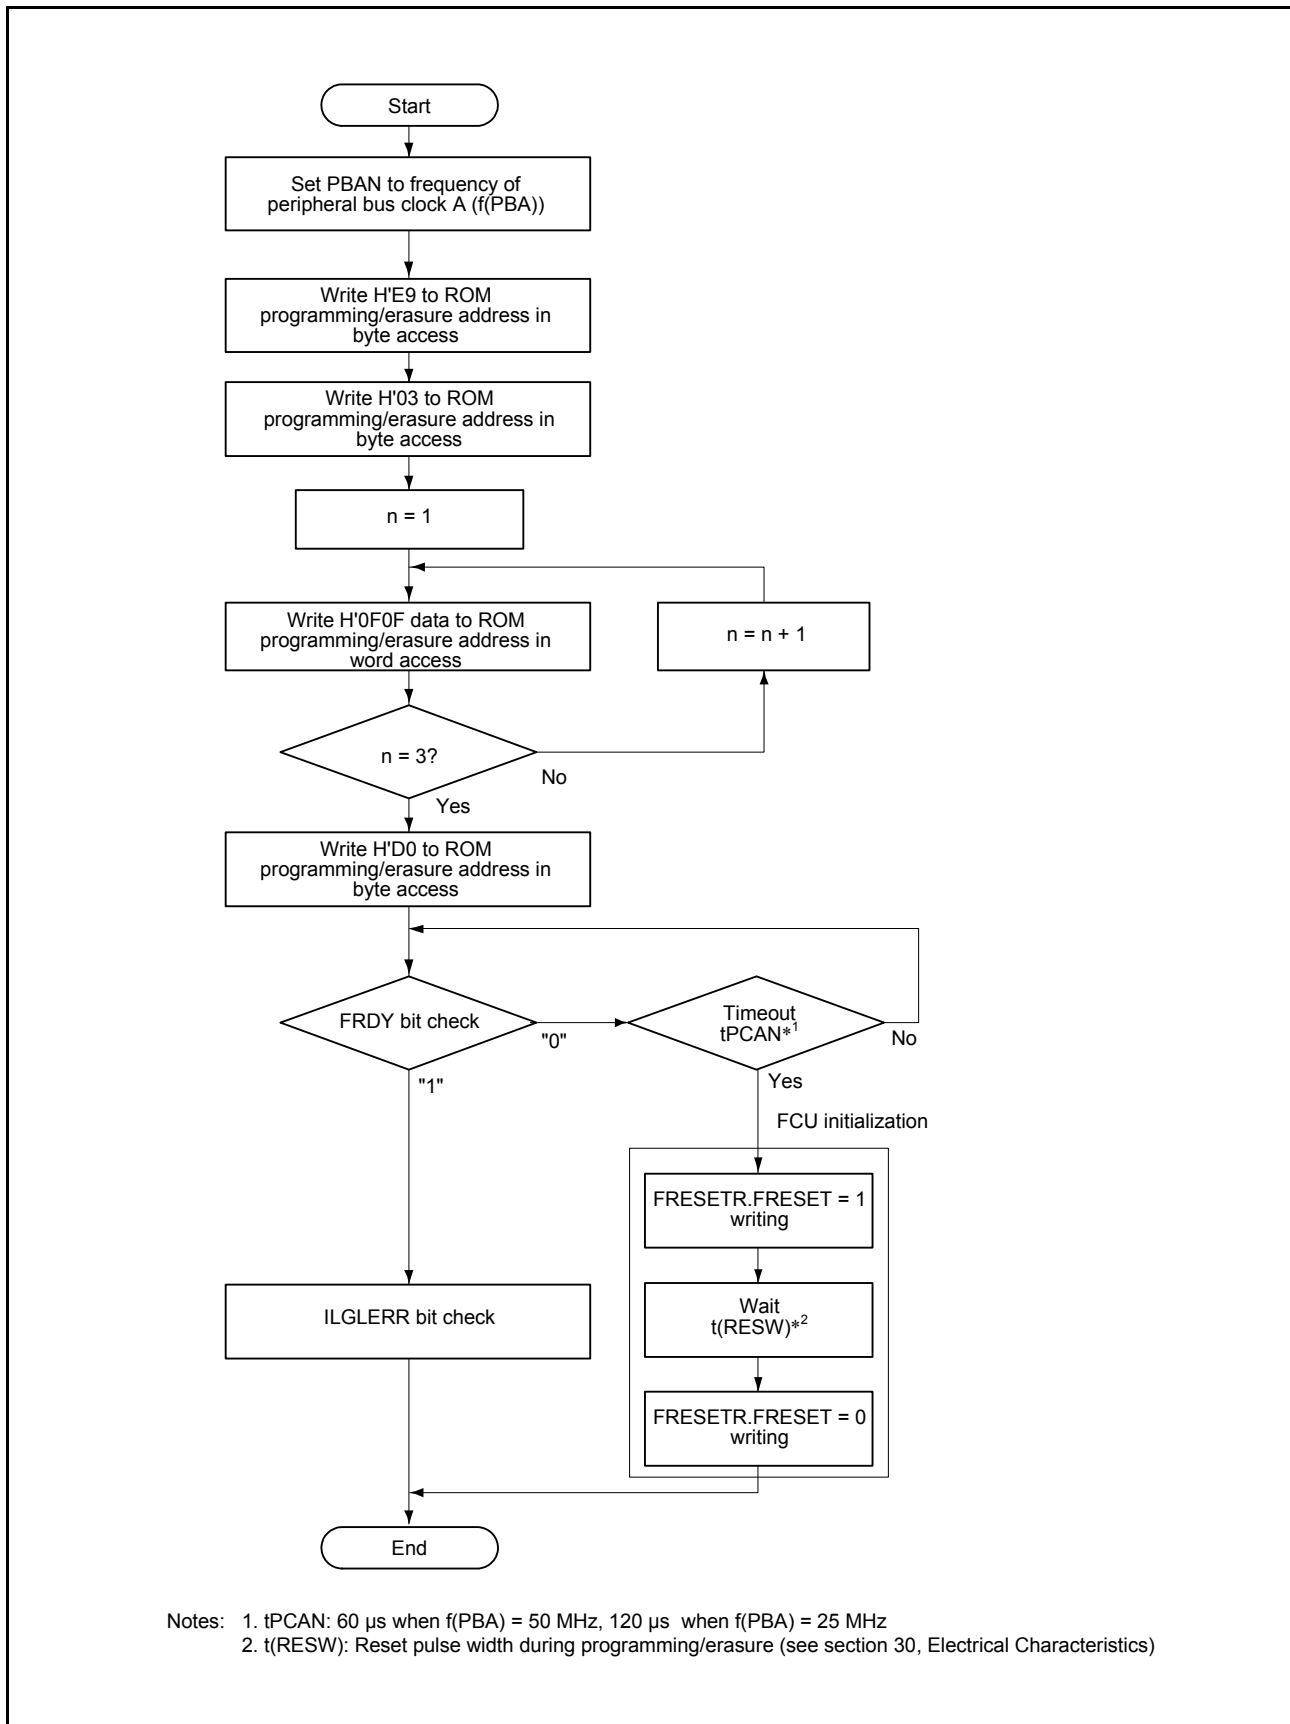 Start
Set PBAN to frequency of
peripheral bus clock A (f(PBA))
Write H'E9 to ROM
programming/erasure address in
byte access
Write H'03 to ROM
programming/erasure address in
byte access
n = 1
Write H'0F0F data to ROM
programming/erasure address in
word access
n = n + 1
n = 3?
No
Yes
Write H'D0 to ROM
programming/erasure address in
byte access
FRDY bit check
"0"
Timeout
tPCAN*1
No
"1"
Yes
FCU initialization
FRESETR.FRESET = 1
writing
ILGLERR bit check
Wait
t(RESW)*2
FRESETR.FRESET = 0
writing
End
Notes: 1. tPCAN: 60 µs when f(PBA) = 50 MHz, 120 µs when f(PBA) = 25 MHz
2. t(RESW): Reset pulse width during programming/erasure (see section 30, Electrical Characteristics)